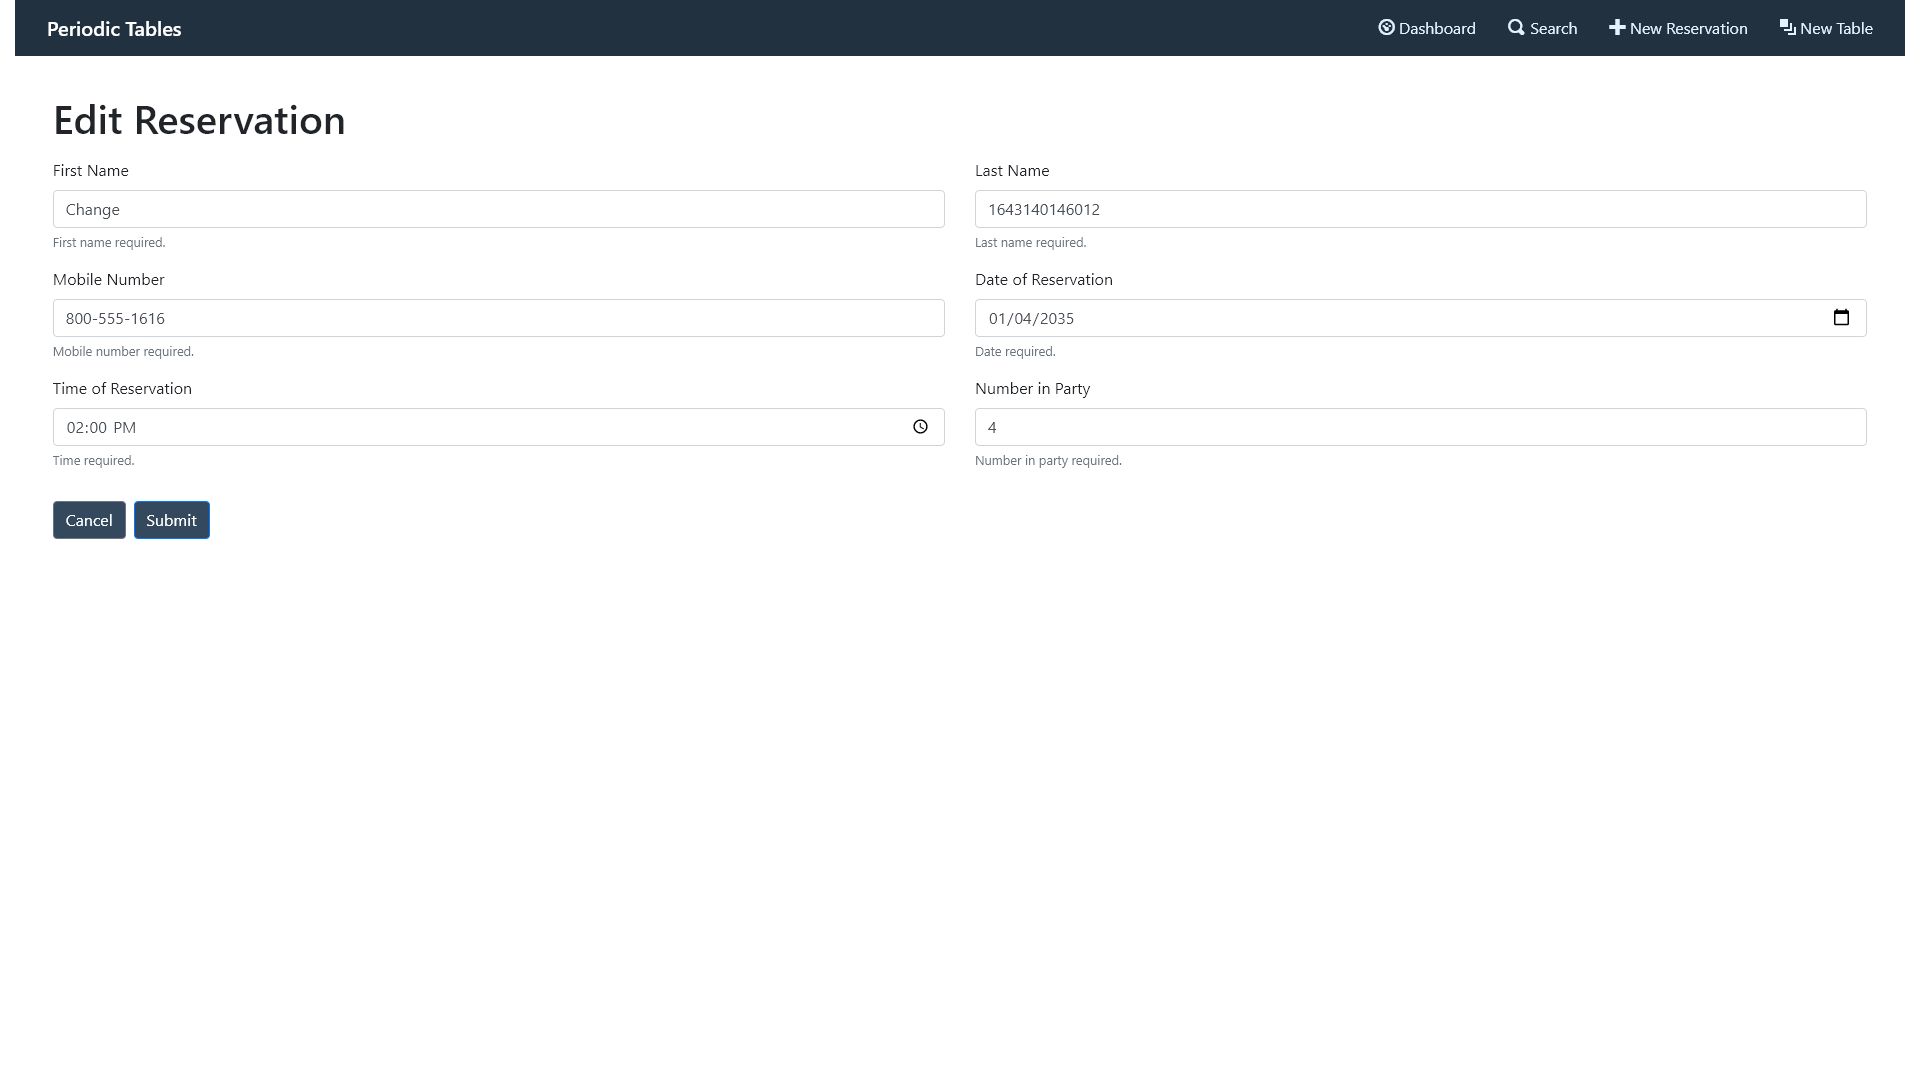 Periodic Tables
Dashboard Search New Reservation New Table
Edit Reservation
First Name
Change
First name required.
Last Name
1643140146012
Last name required.
Mobile Number
800-555-1616
Mobile number required.
Date of Reservation
01/04/2035
Date required.
Time of Reservation
02:00 PM
Time required.
Number in Party
4
Number in party required.
Cancel Submit